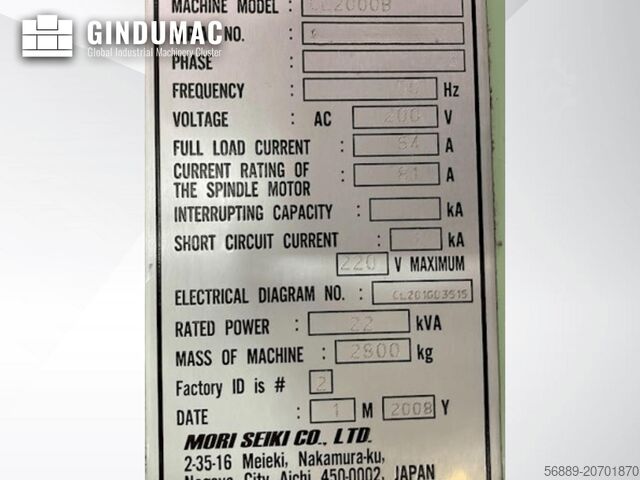 GINDUMAC
Global Industrial Machinery Cluster
MACHINE MODEL : CL2000B
NO. :
PHASE :
FREQUENCY : Hz
VOLTAGE : AC 200 V
FULL LOAD CURRENT : 64 A
CURRENT RATING OF
THE SPINDLE MOTOR : 81 A
INTERRUPTING CAPACITY : kA
SHORT CIRCUIT CURRENT : kA
220 V MAXIMUM
ELECTRICAL DIAGRAM NO. : CL201GD3515
RATED POWER : 22 kVA
MASS OF MACHINE : 2800 kg
Factory ID is # 2
DATE : 1 M 2008 Y
MORI SEIKI CO., LTD.
2-35-16 Meieki, Nakamura-ku,
Nagoya City, Aichi 450-0002, JAPAN
56889-20701870